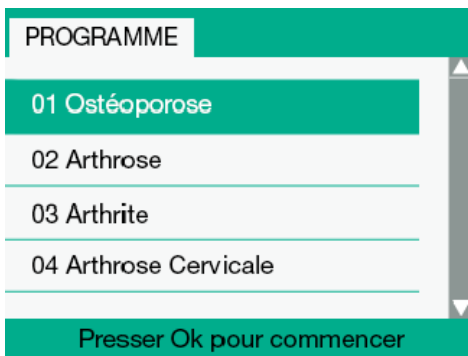 PROGRAMME
01 Ostéoporose
02 Arthrose
03 Arthrite
04 Arthrose Cervicale
Presser Ok pour commencer